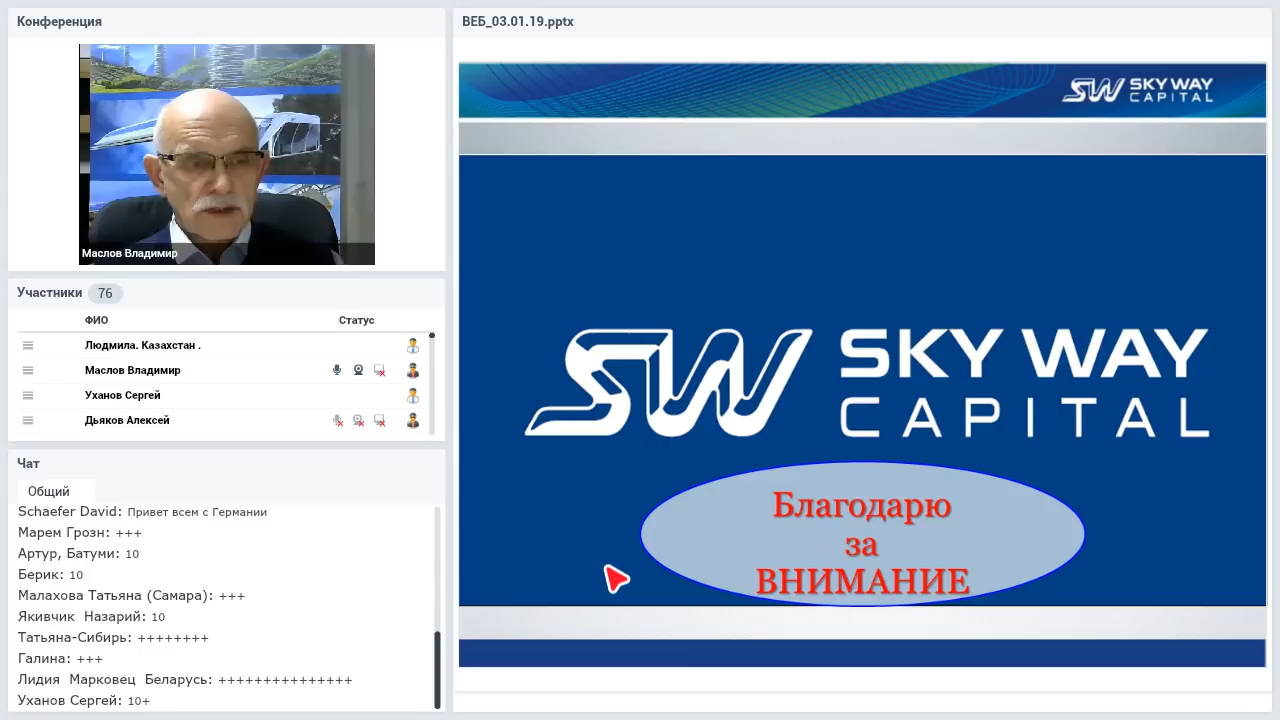 Конференция
Маслов Владимир
Участники 76
ФИО Статус
Людмила. Казахстан .
Маслов Владимир
Уханов Сергей
Дьяков Алексей
Чат
Общий
Schaefer David: Привет всем с Германии
Марем Грозн: +++
Артур, Батуми: 10
Берик: 10
Малахова Татьяна (Самара): +++
Якивчик Назарий: 10
Татьяна-Сибирь: ++++++++
Галина: +++
Лидия Марковец Беларусь: +++++++++++++++
Уханов Сергей: 10+
ВЕБ_03.01.19.pptx
SW SKY WAY
CAPITAL
SW SKY WAY
CAPITAL
Благодарю
за
ВНИМАНИЕ